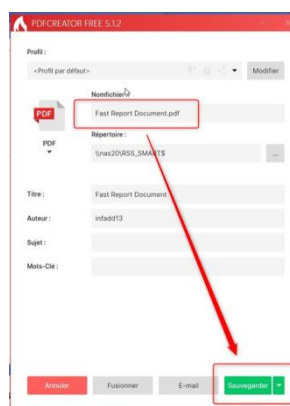 PDFCREATOR FREE 5.1.2
Profil :
<Profil par défaut>
Modifier
Nomfichier :
PDF
Fast Report Document.pdf
PDF
Répertoire :
\\nas20\RSS_SMART$
...
Titre :
Fast Report Document
Auteur :
infadd13
Sujet :
Mots-Clé :
Annuler
Fusionner
E-mail
Sauvegarder